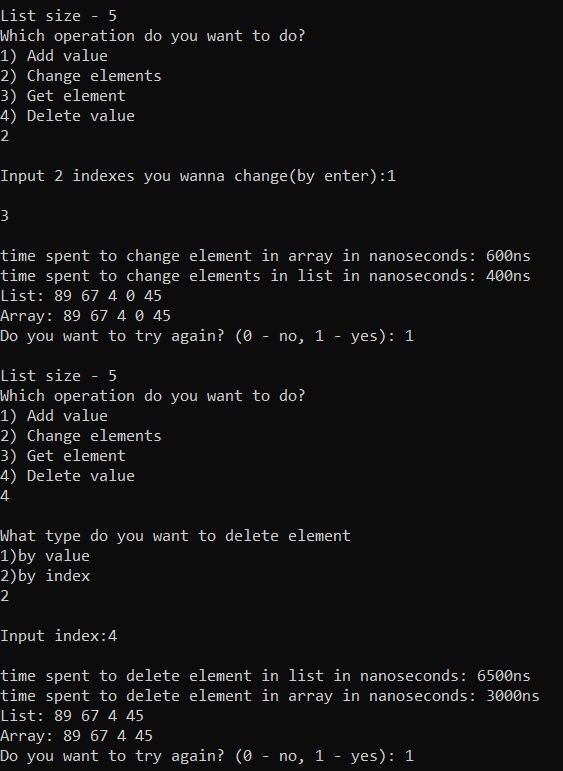 List size - 5
Which operation do you want to do?
1) Add value
2) Change elements
3) Get element
4) Delete value
2
Input 2 indexes you wanna change(by enter):1
3
time spent to change element in array in nanoseconds: 600ns
time spent to change elements in list in nanoseconds: 400ns
List: 89 67 4 0 45
Array: 89 67 4 0 45
Do you want to try again? (0 - no, 1 - yes): 1
List size - 5
Which operation do you want to do?
1) Add value
2) Change elements
3) Get element
4) Delete value
4
What type do you want to delete element
1)by value
2)by index
2
Input index:4
time spent to delete element in list in nanoseconds: 6500ns
time spent to delete element in array in nanoseconds: 3000ns
List: 89 67 4 45
Array: 89 67 4 45
Do you want to try again? (0 - no, 1 - yes): 1